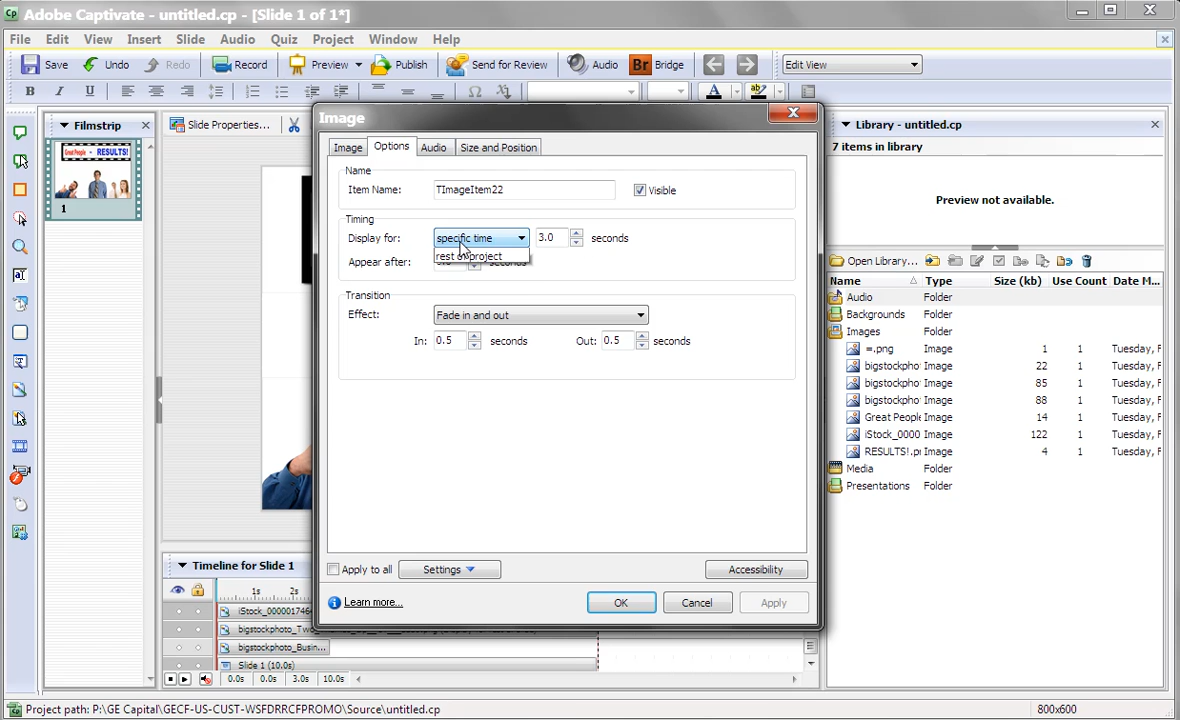 Adobe Captivate - untitled.cp - [Slide 1 of 1*]
File Edit View Insert Slide Audio Quiz Project Window Help
Save Undo Redo Record Preview Publish Send for Review Audio Br Bridge Edit View
B I U
Filmstrip
Slide Properties...
Great People = RESULTS!
1
Image
Image Options Audio Size and Position
Name
Item Name: TImageItem22 Visible
Timing
Display for: specific time 3.0 seconds
rest of project
Appear after: seconds
Transition
Effect: Fade in and out
In: 0.5 seconds Out: 0.5 seconds
Apply to all Settings Accessibility
Learn more... OK Cancel Apply
Library - untitled.cp
7 items in library
Preview not available.
Open Library...
Name Type Size (kb) Use Count Date M...
Audio Folder
Backgrounds Folder
Images Folder
=.png Image 1 1 Tuesday, F
bigstockpho Image 22 1 Tuesday, F
bigstockpho Image 85 1 Tuesday, F
bigstockpho Image 88 1 Tuesday, F
Great People Image 14 1 Tuesday, F
iStock_0000 Image 122 1 Tuesday, F
RESULTS!.p Image 4 1 Tuesday, F
Media Folder
Presentations Folder
Timeline for Slide 1
1s 2s
iStock_000001746
bigstockphoto_Two_
bigstockphoto_Busin...
Slide 1 (10.0s)
0.0s 0.0s 3.0s 10.0s
Project path: P:\GE Capital\GECF-US-CUST-WSFDRRCFPROMO\Source\untitled.cp 800x600